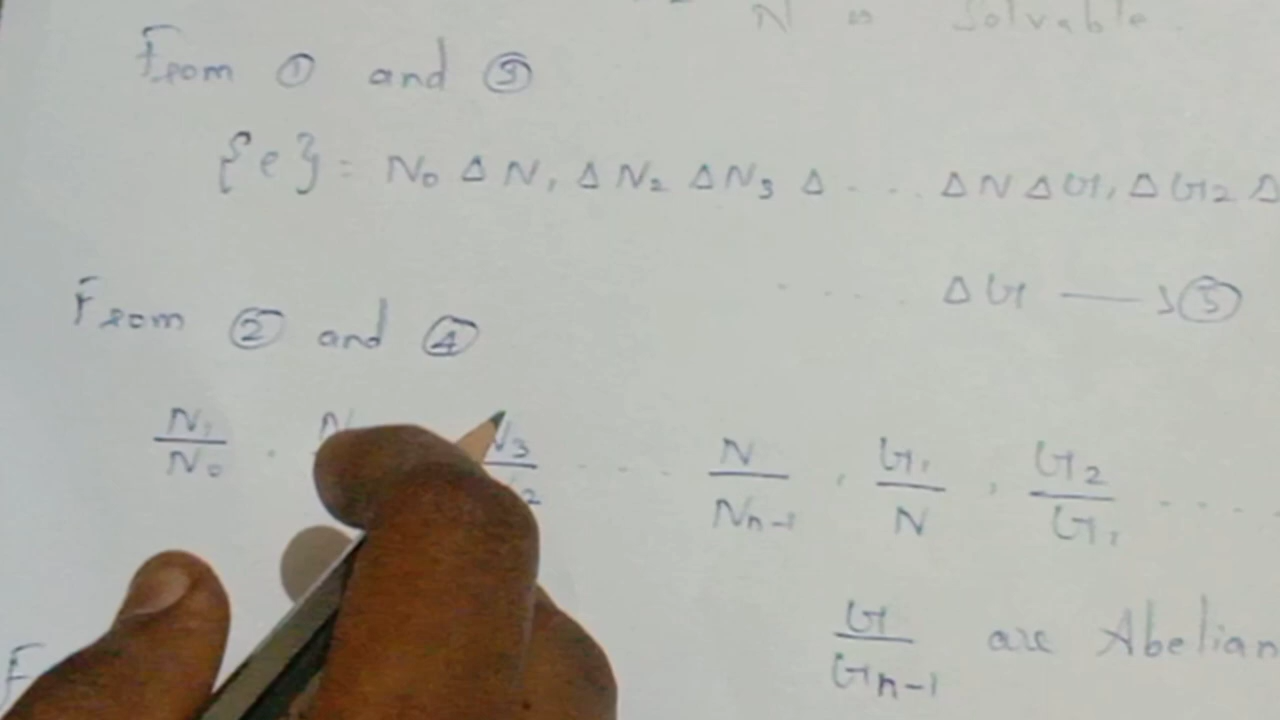 N is Solvable.
From ① and ③
{e} = N₀ Δ N₁ Δ N₂ Δ N₃ Δ . . . . Δ N Δ G₁ Δ G₂ Δ
. . . . . Δ G —→ ⑤
From ② and ④
N₁/N₀ , N₃ . . . . N/Nₙ₋₁ , G₁/N , G₂/G₁ . . . .
G/Gₙ₋₁ are Abelian
F